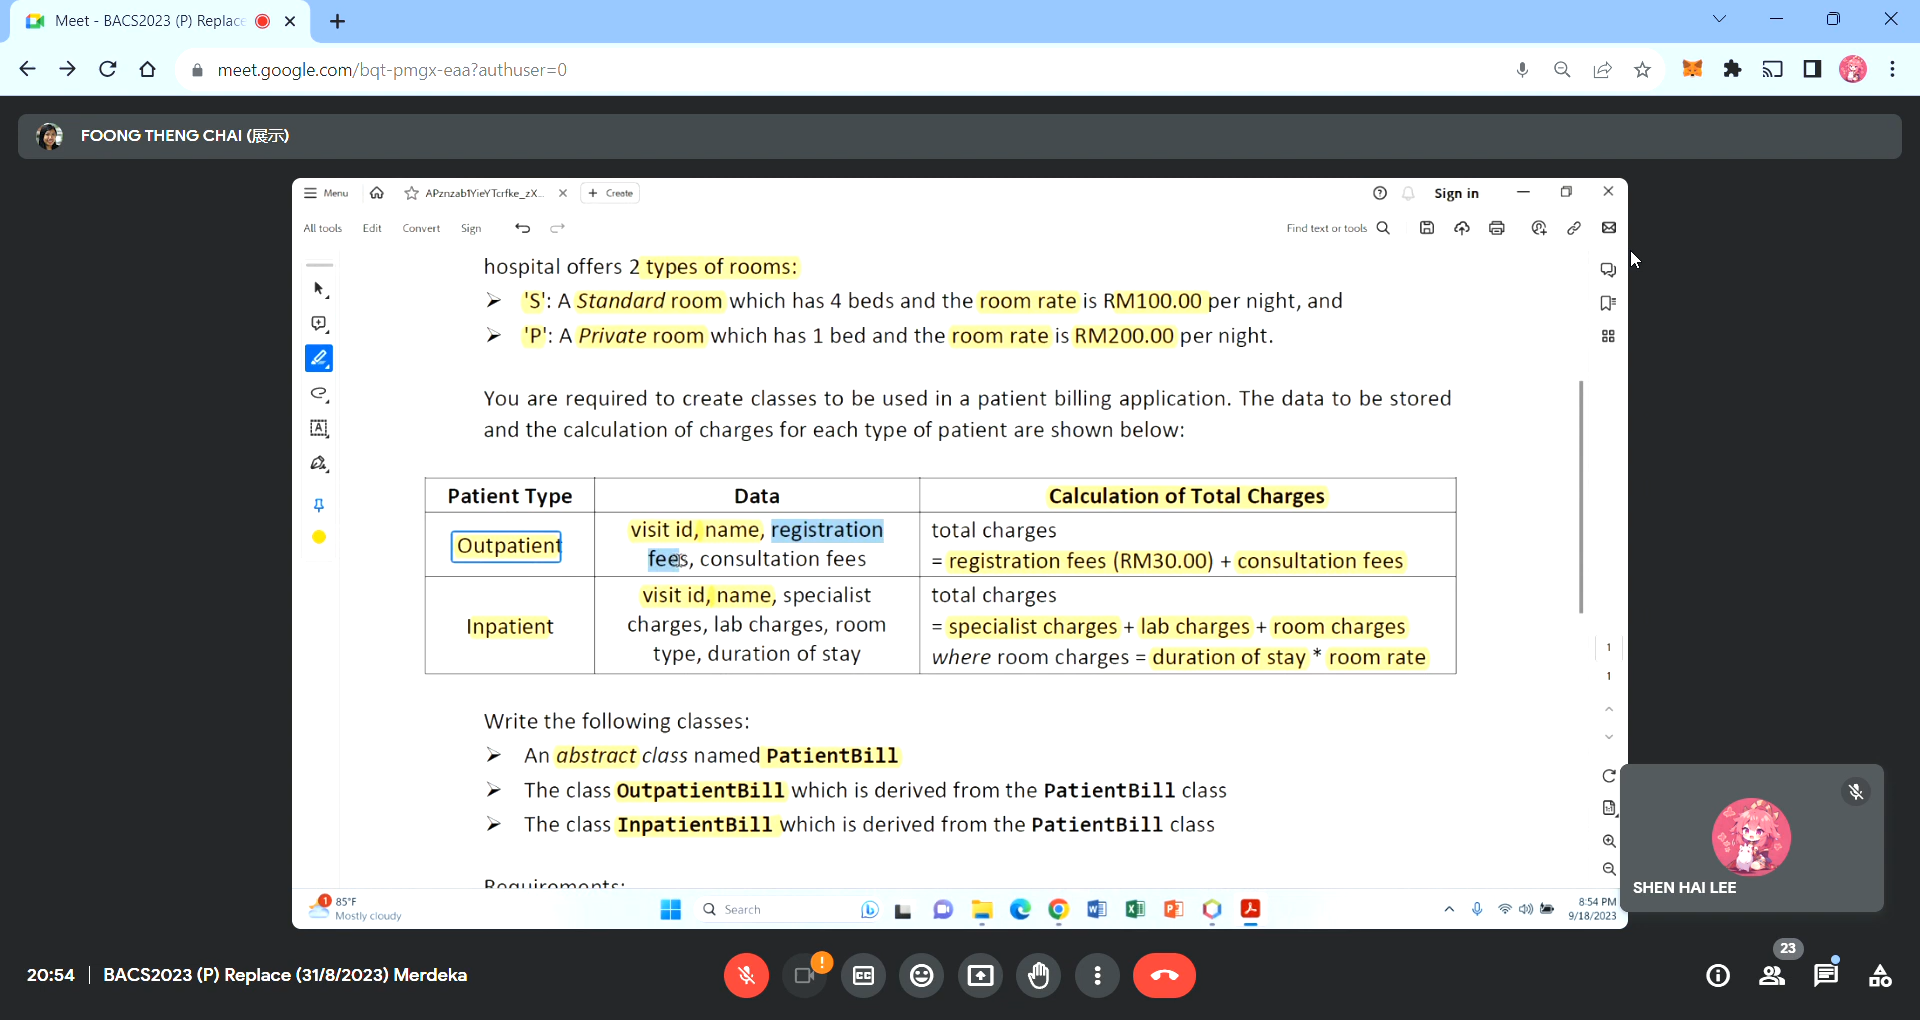 Meet - BACS2023 (P) Replace
meet.google.com/bqt-pmgx-eaa?authuser=0
FOONG THENG CHAI (展示)
Menu
APznzab1YieYTcrfke_zX...
Create
Sign in
All tools
Edit
Convert
Sign
Find text or tools
hospital offers 2 types of rooms:
'S': A Standard room which has 4 beds and the room rate is RM100.00 per night, and
'P': A Private room which has 1 bed and the room rate is RM200.00 per night.
You are required to create classes to be used in a patient billing application. The data to be stored
and the calculation of charges for each type of patient are shown below:
Patient Type
Data
Calculation of Total Charges
Outpatient
visit id, name, registration
fees, consultation fees
total charges
= registration fees (RM30.00) + consultation fees
Inpatient
visit id, name, specialist
charges, lab charges, room
type, duration of stay
total charges
= specialist charges + lab charges + room charges
where room charges = duration of stay * room rate
1
1
Write the following classes:
An abstract class named PatientBill
The class OutpatientBill which is derived from the PatientBill class
The class InpatientBill which is derived from the PatientBill class
Requirements:
SHEN HAI LEE
1
85°F
Mostly cloudy
Search
8:54 PM
9/18/2023
20:54 | BACS2023 (P) Replace (31/8/2023) Merdeka
23